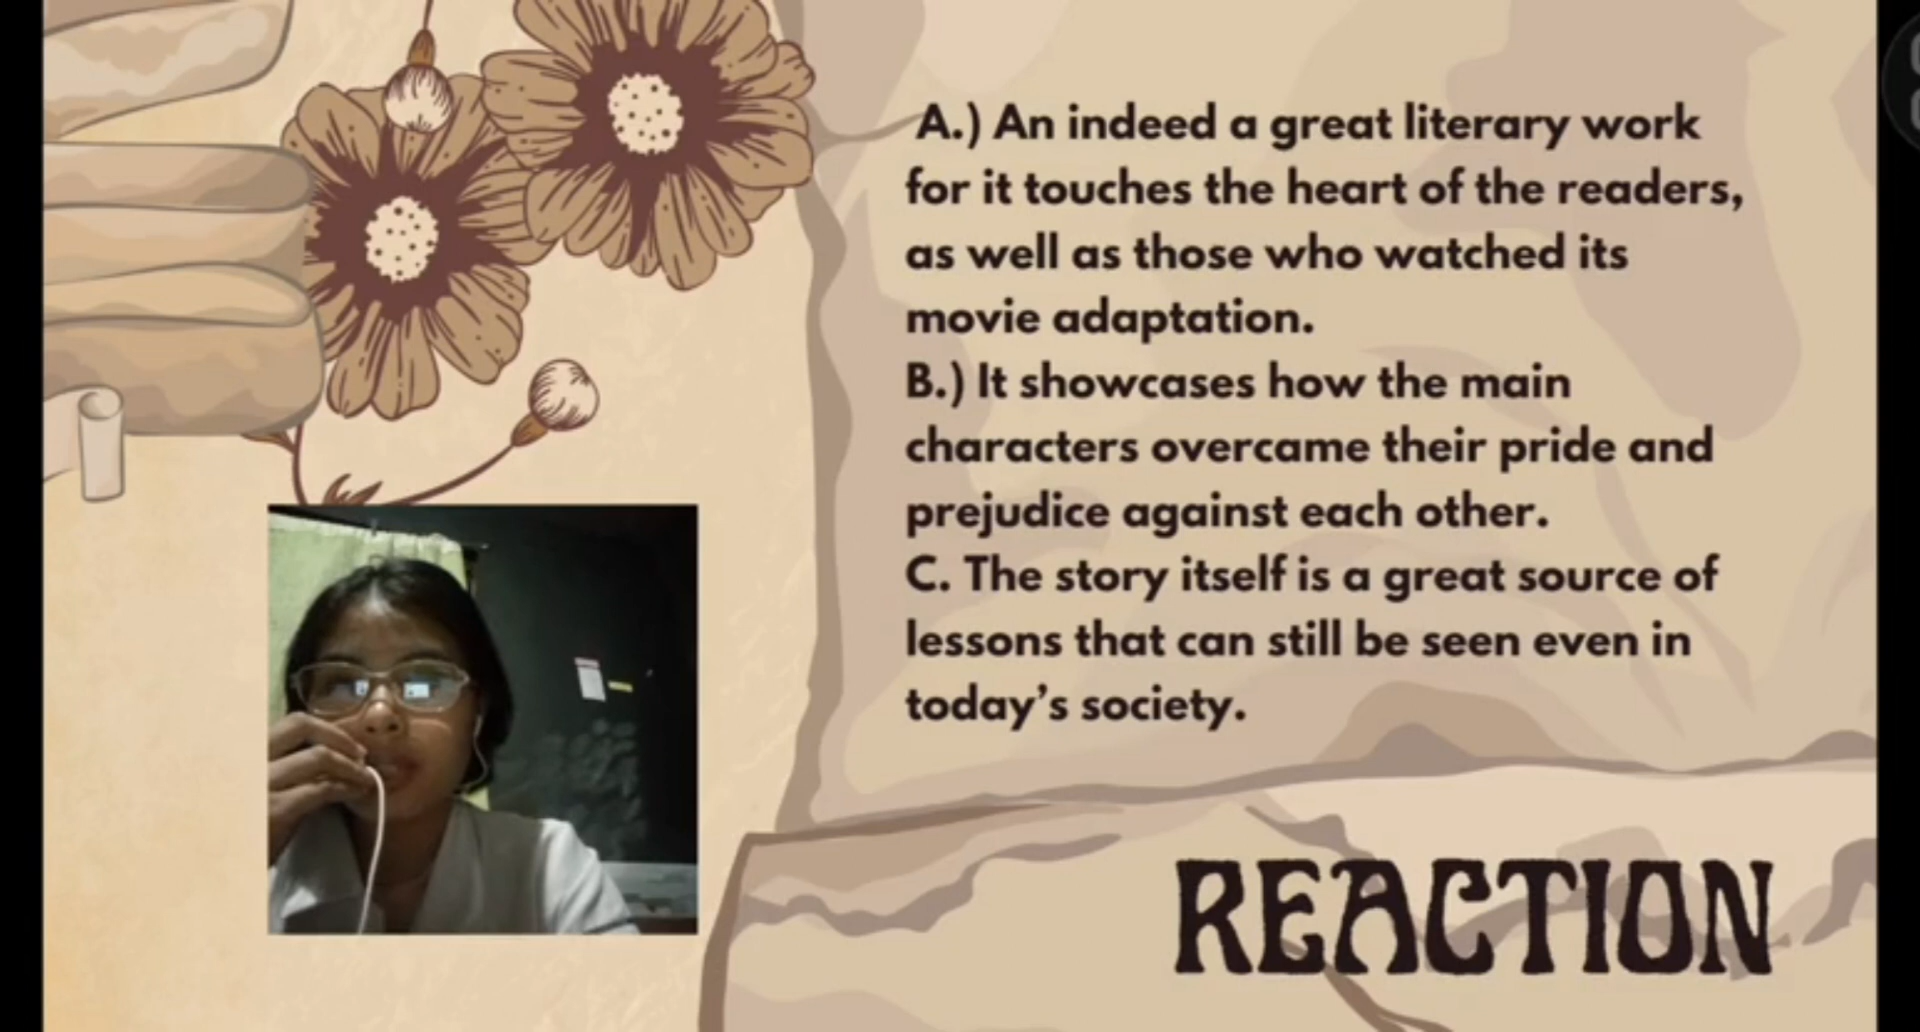 A.) An indeed a great literary work
for it touches the heart of the readers,
as well as those who watched its
movie adaptation.
B.) It showcases how the main
characters overcame their pride and
prejudice against each other.
C. The story itself is a great source of
lessons that can still be seen even in
today’s society.
REACTION